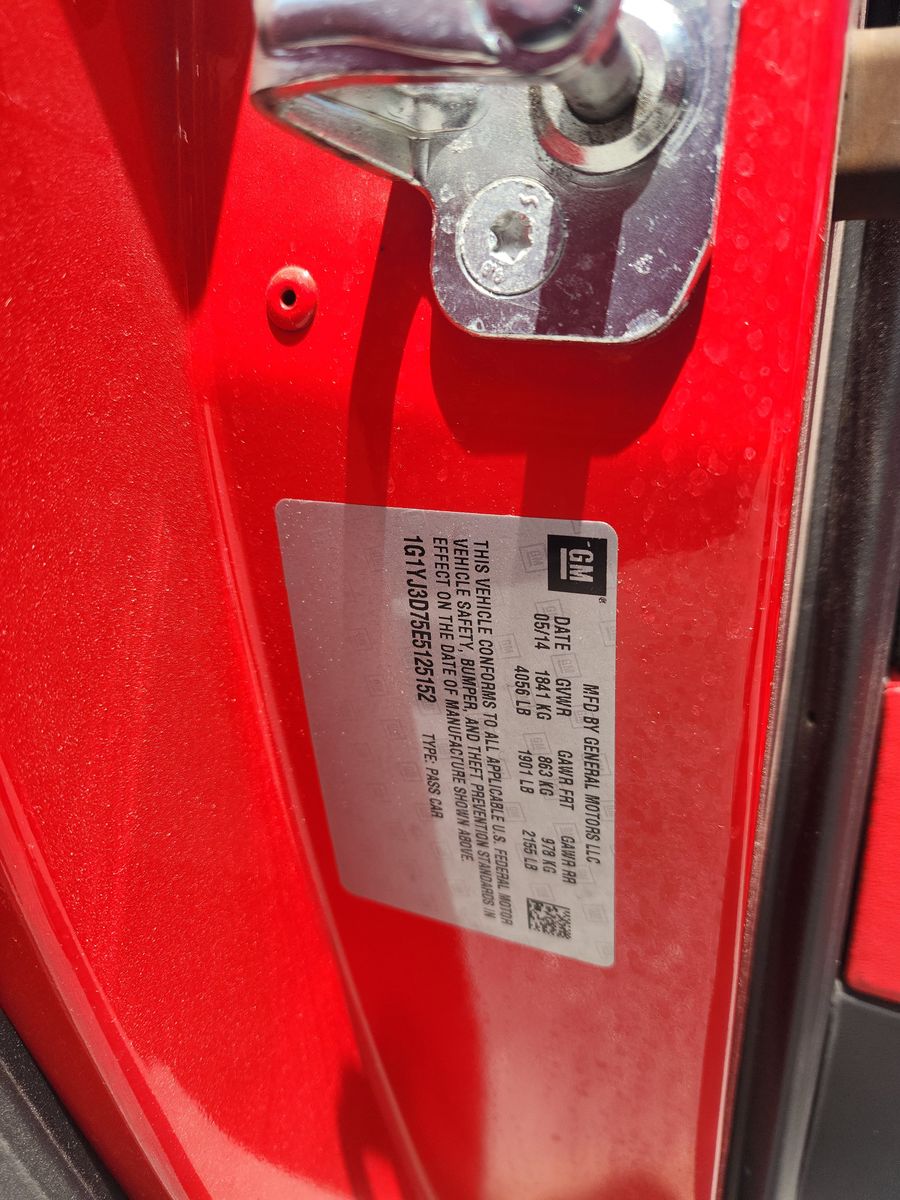 GM
MFD BY GENERAL MOTORS LLC
DATE GVWR GAWR FRT GAWR RR
05/14 1841 KG 863 KG 978 KG
4056 LB 1901 LB 2155 LB
THIS VEHICLE CONFORMS TO ALL APPLICABLE U.S. FEDERAL MOTOR
VEHICLE SAFETY, BUMPER, AND THEFT PREVENTION STANDARDS IN
EFFECT ON THE DATE OF MANUFACTURE SHOWN ABOVE.
1G1YJ3D75E5125152 TYPE: PASS CAR